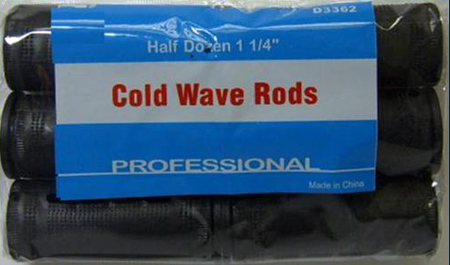 D3362
Half Dozen 1 1/4"
Cold Wave Rods
PROFESSIONAL
Made in China